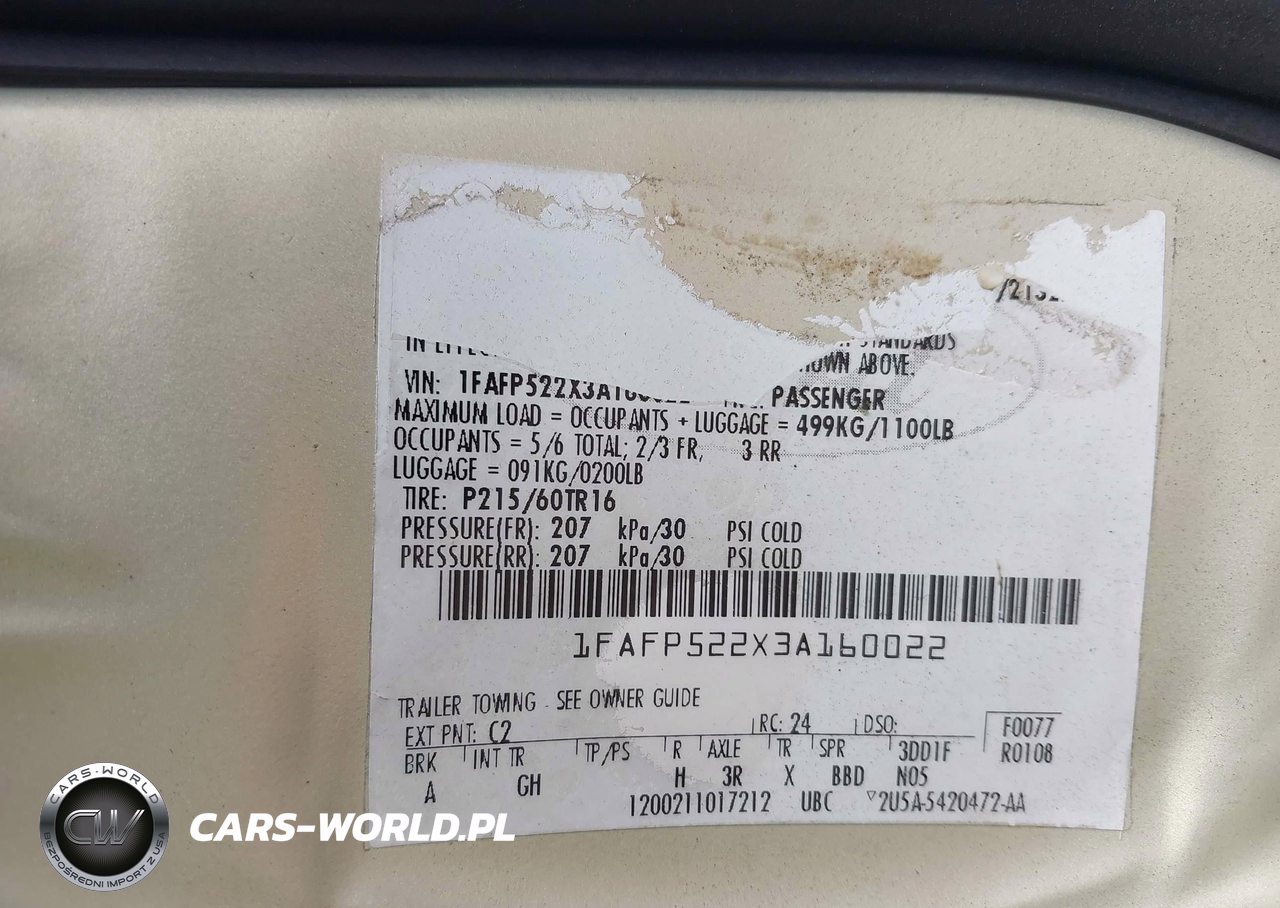 STANDARDS
ABOVE.
VIN: PASSENGER
MAXIMUM LOAD = OCCUPANTS + LUGGAGE = 499KG/1100LB
OCCUPANTS = 5/6 TOTAL; 2/3 FR, 3 RR
LUGGAGE = 091KG/0200LB
TIRE: P215/60TR16
PRESSURE(FR): 207 kPa/30 PSI COLD
PRESSURE(RR): 207 kPa/30 PSI COLD
1FAFP522X3A160022
TRAILER TOWING - SEE OWNER GUIDE
EXT PNT: C2 RC: 24 DSO: F0077
BRK INT TR TP/PS R AXLE TR SPR 3DD1F R0108
A GH H 3R X BBD N05
1200211017212 UBC ▽2U5A-5420472-AA
CARS-WORLD
CW
BEZPOŚREDNI IMPORT Z USA
CARS-WORLD.PL